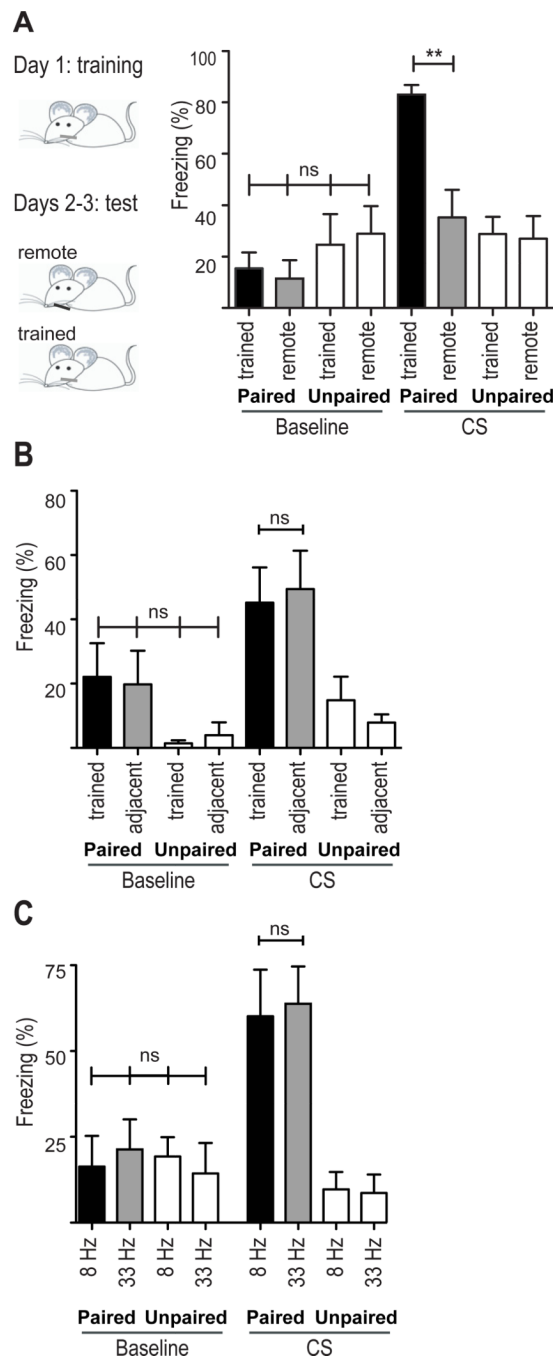 A
Day 1: training
Days 2-3: test
remote
trained
Freezing (%)
100
80
60
40
20
ns
**
trained
remote
trained
remote
trained
remote
trained
remote
Paired Unpaired Paired Unpaired
Baseline CS
B
Freezing (%)
80
60
40
20
ns
ns
trained
adjacent
trained
adjacent
trained
adjacent
trained
adjacent
Paired Unpaired Paired Unpaired
Baseline CS
C
Freezing (%)
75
50
25
ns
ns
8 Hz
33 Hz
8 Hz
33 Hz
8 Hz
33 Hz
8 Hz
33 Hz
Paired Unpaired Paired Unpaired
Baseline CS